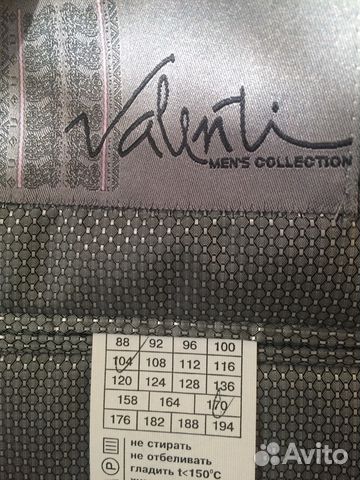 Valenti
MEN'S COLLECTION
88 92 96 100
104 108 112 116
120 124 128 136
158 164 170
176 182 188 194
не стирать
не отбеливать
P гладить t<150°C
Avito